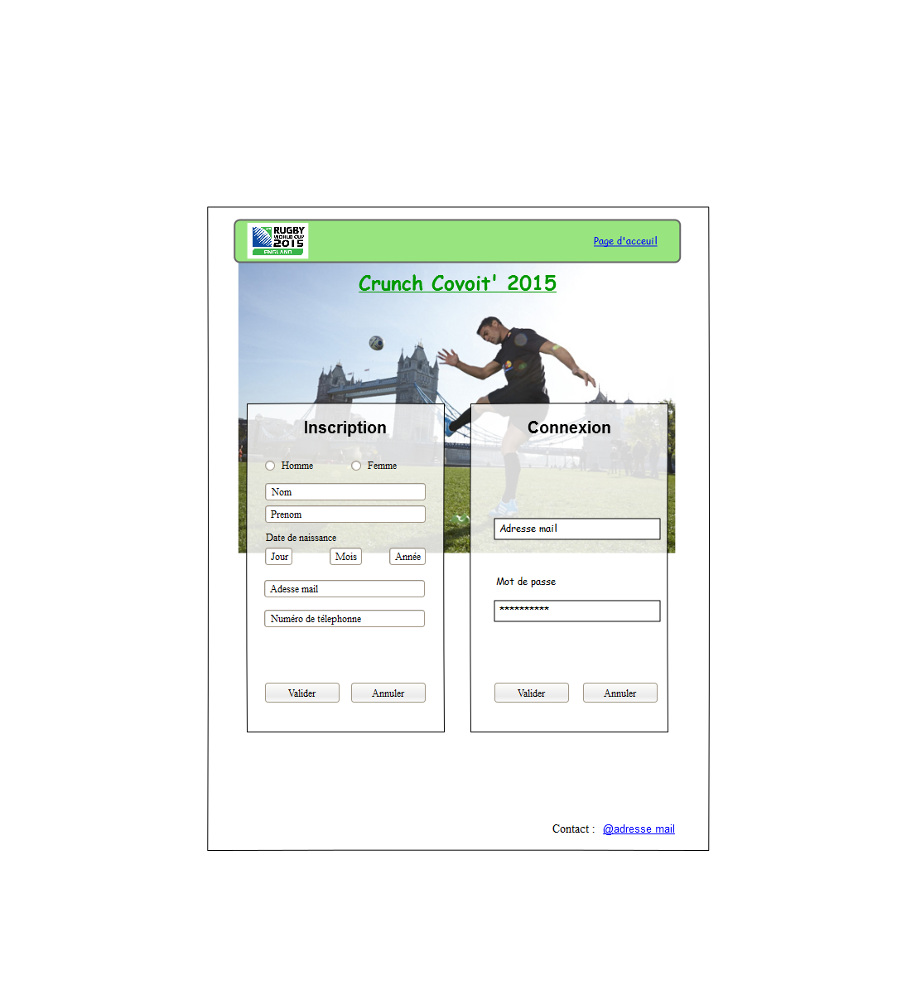 RUGBY
WORLD CUP
2015
ENGLAND
Page d'acceuil
Crunch Covoit' 2015
Inscription
Homme Femme
Nom
Prenom
Date de naissance
Jour Mois Année
Adesse mail
Numéro de télephonne
Valider Annuler
Connexion
Adresse mail
Mot de passe
**********
Valider Annuler
Contact : @adresse mail